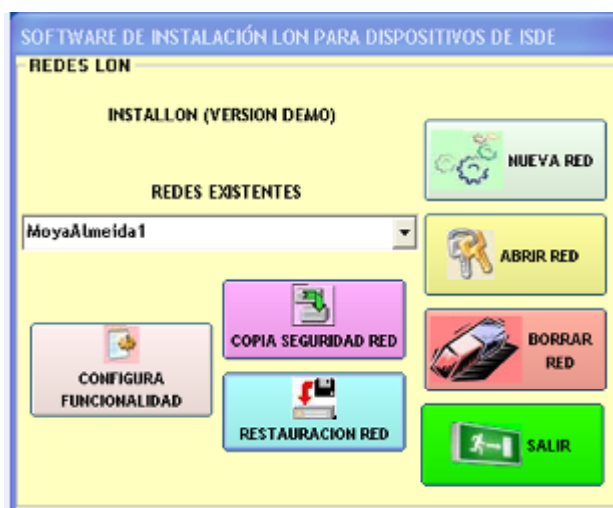 SOFTWARE DE INSTALACIÓN LON PARA DISPOSITIVOS DE ISDE
REDES LON
INSTALLON (VERSION DEMO)
NUEVA RED
REDES EXISTENTES
MoyaAlmeida1
ABRIR RED
COPIA SEGURIDAD RED
BORRAR
RED
CONFIGURA
FUNCIONALIDAD
RESTAURACION RED
SALIR